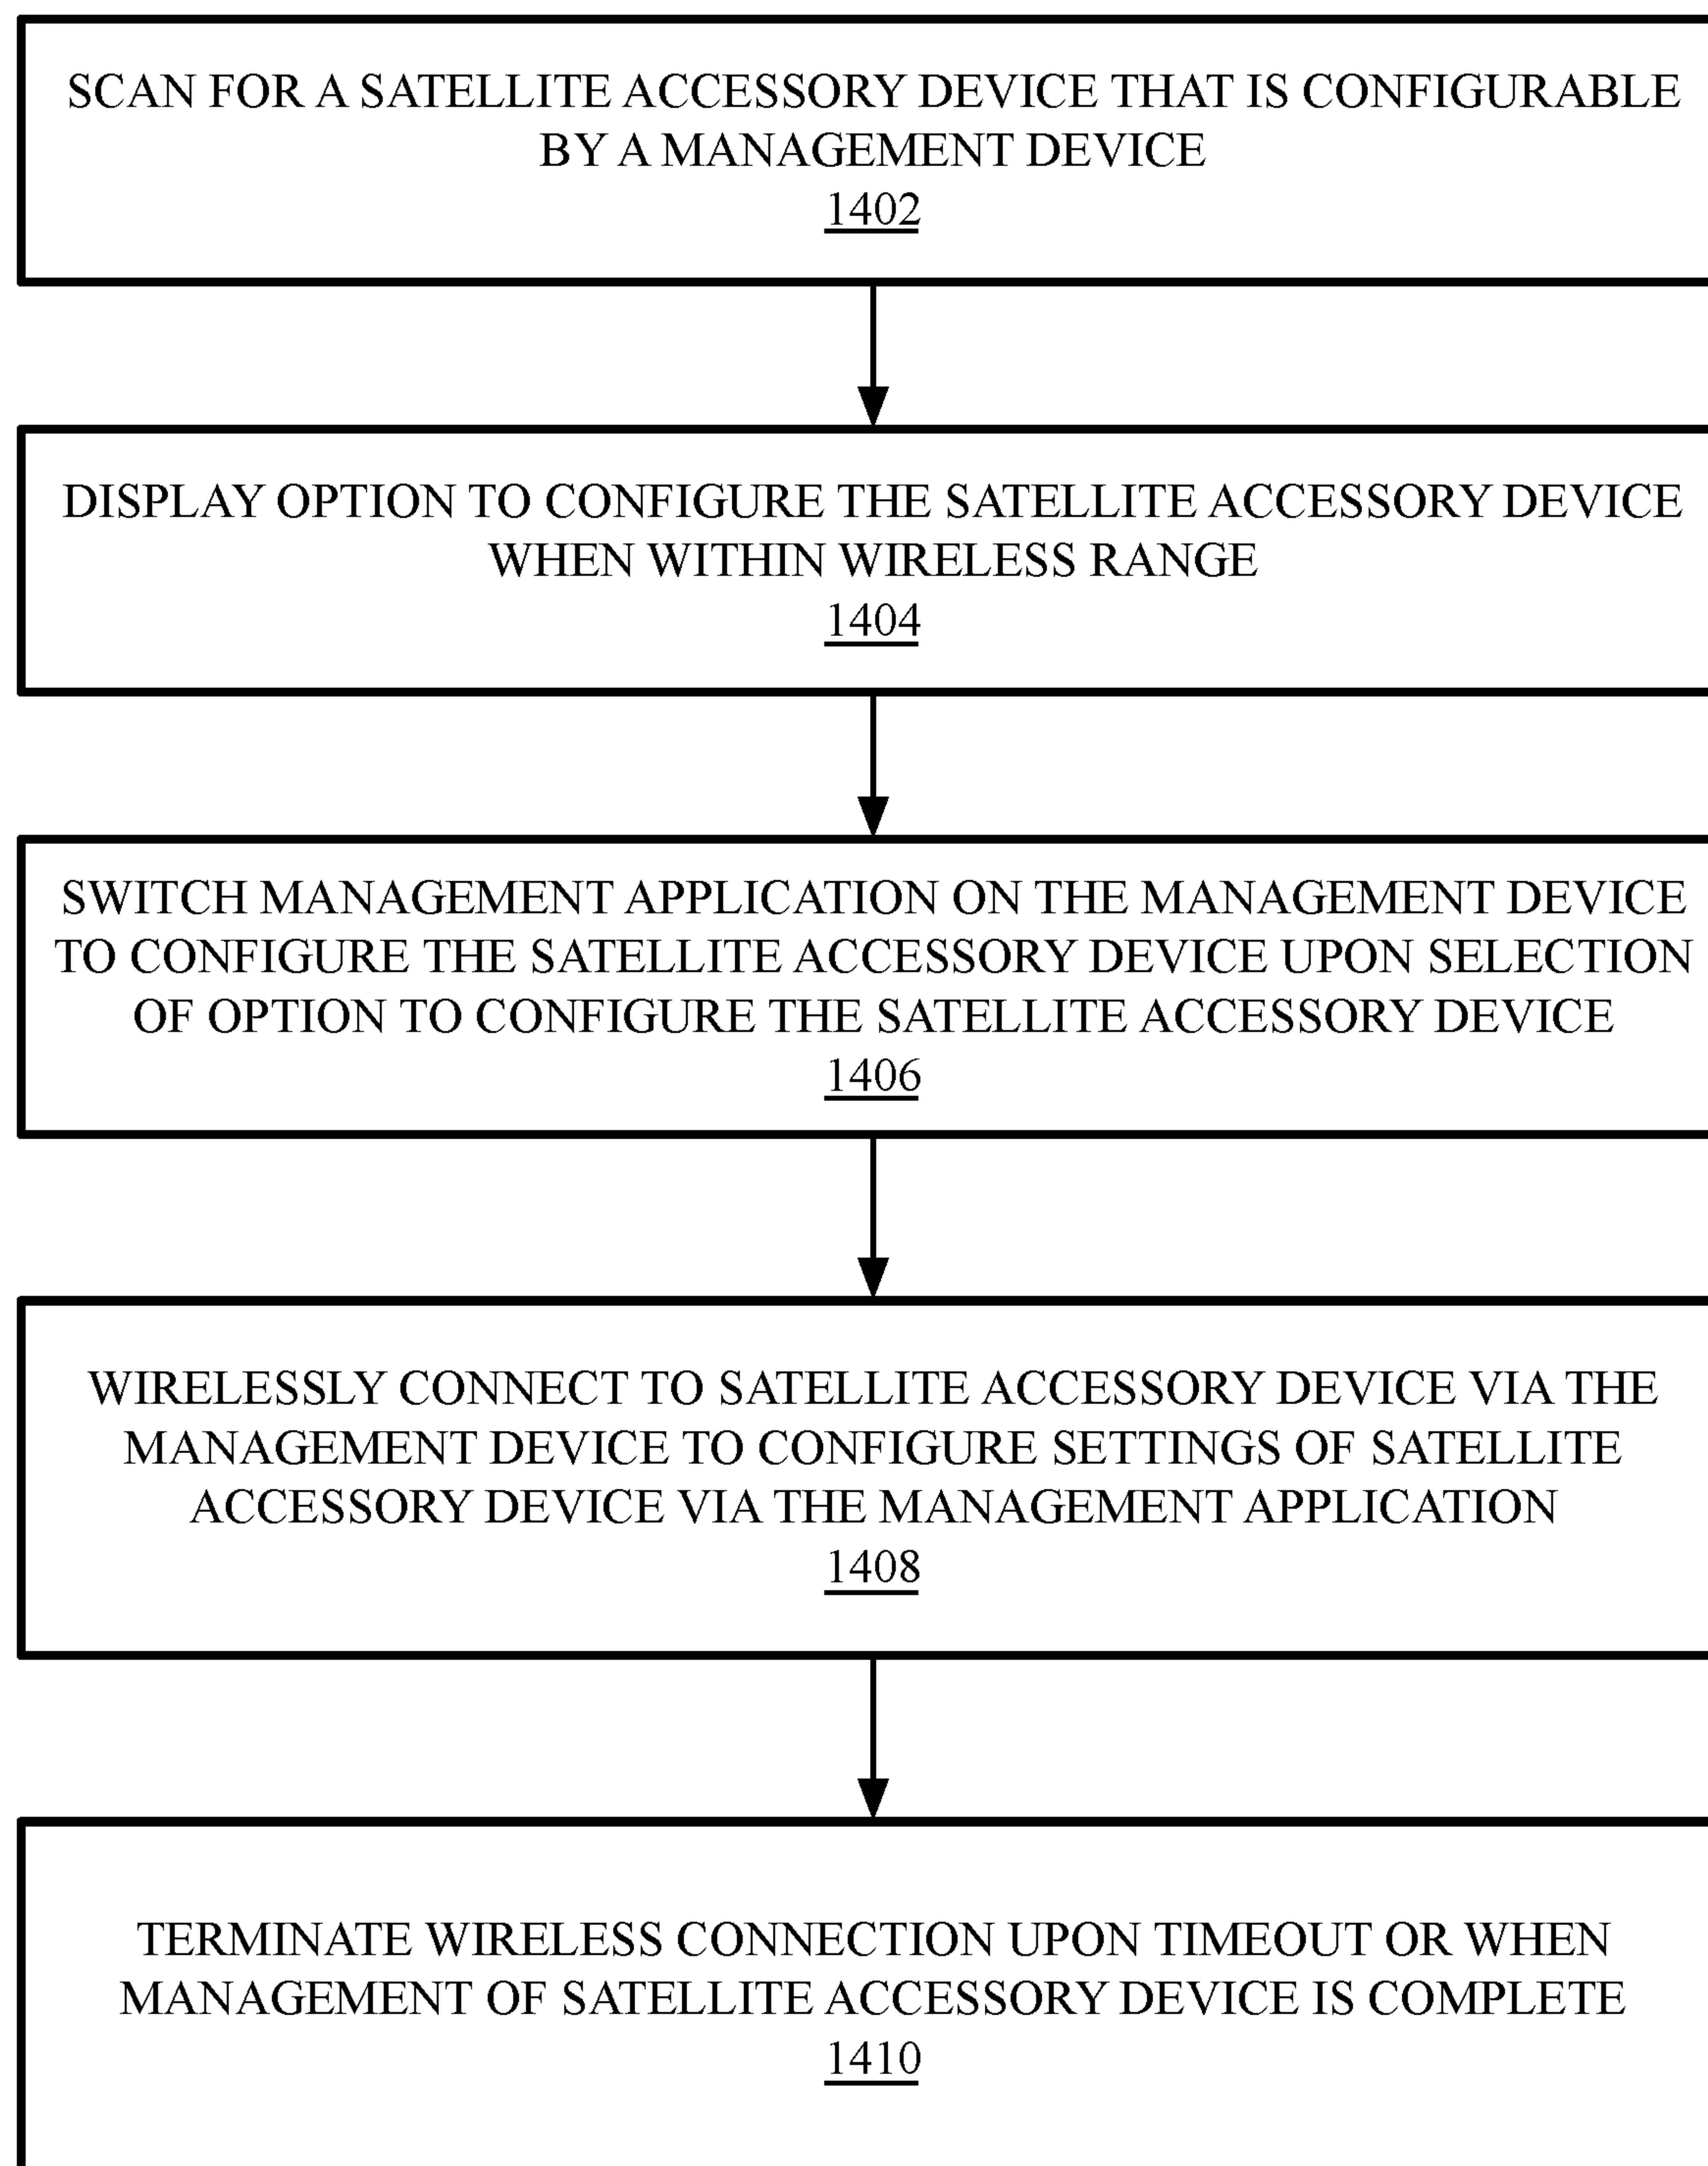 SCAN FOR A SATELLITE ACCESSORY DEVICE THAT IS CONFIGURABLE
BY A MANAGEMENT DEVICE
1402
DISPLAY OPTION TO CONFIGURE THE SATELLITE ACCESSORY DEVICE
WHEN WITHIN WIRELESS RANGE
1404
SWITCH MANAGEMENT APPLICATION ON THE MANAGEMENT DEVICE
TO CONFIGURE THE SATELLITE ACCESSORY DEVICE UPON SELECTION
OF OPTION TO CONFIGURE THE SATELLITE ACCESSORY DEVICE
1406
WIRELESSLY CONNECT TO SATELLITE ACCESSORY DEVICE VIA THE
MANAGEMENT DEVICE TO CONFIGURE SETTINGS OF SATELLITE
ACCESSORY DEVICE VIA THE MANAGEMENT APPLICATION
1408
TERMINATE WIRELESS CONNECTION UPON TIMEOUT OR WHEN
MANAGEMENT OF SATELLITE ACCESSORY DEVICE IS COMPLETE
1410